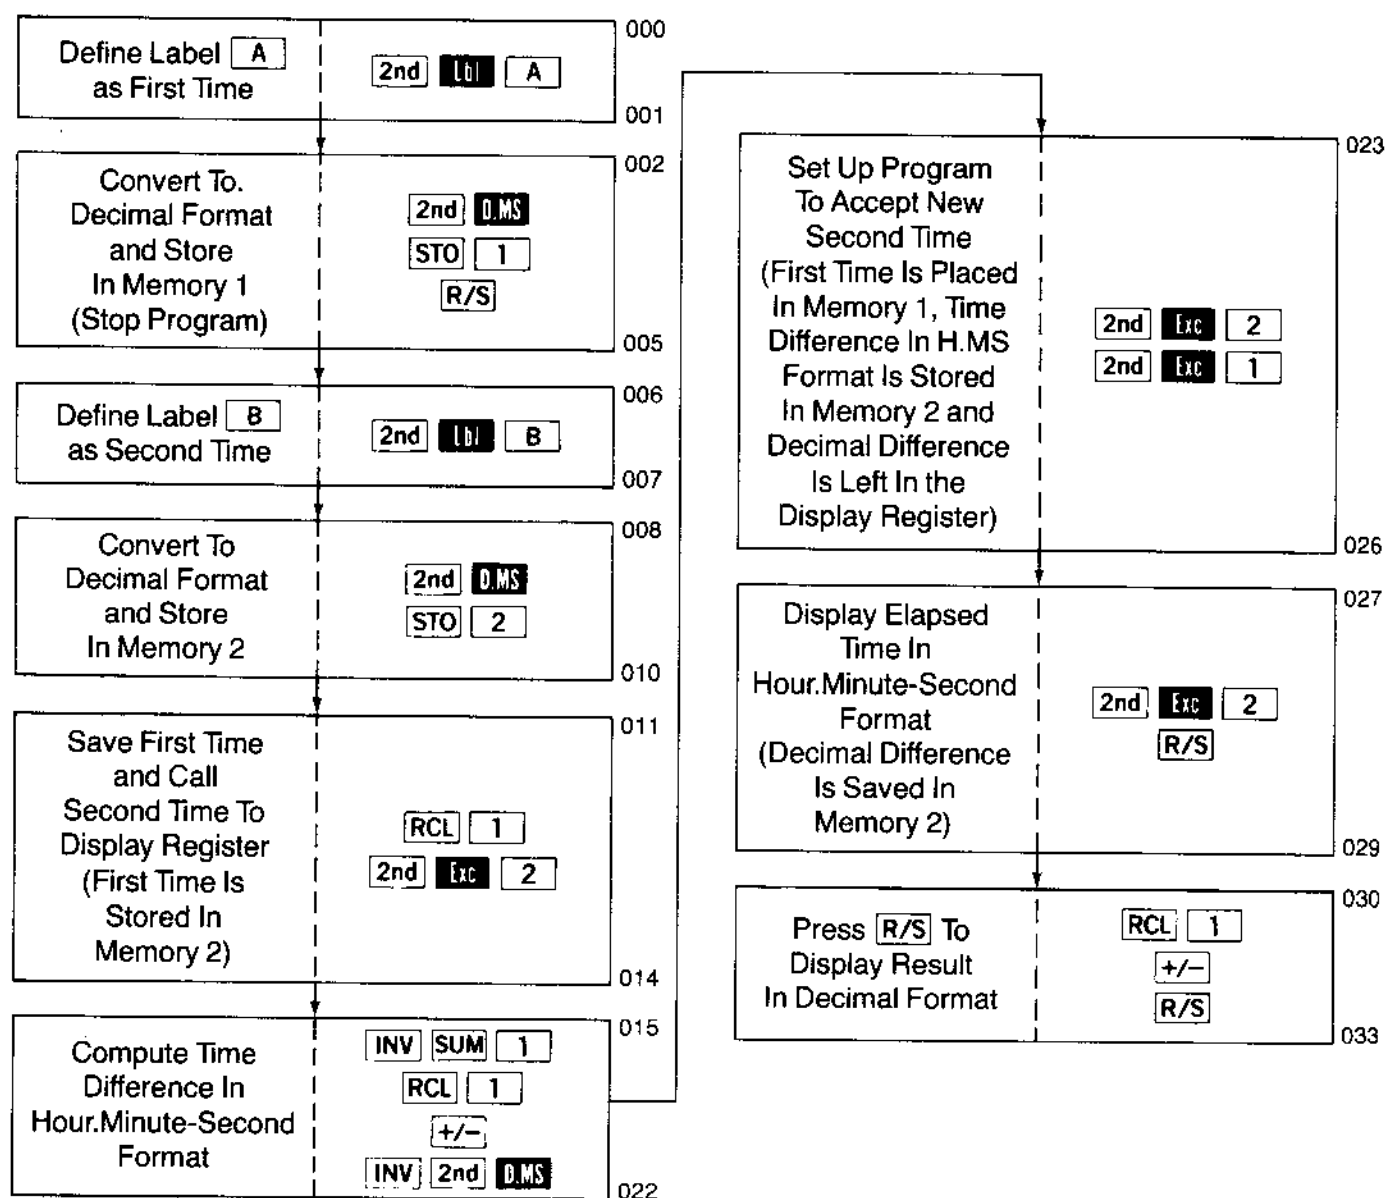 000
Define Label A
as First Time
2nd Lbl A
001
002
Convert To.
Decimal Format
and Store
In Memory 1
(Stop Program)
2nd D.MS
STO 1
R/S
005
006
Define Label B
as Second Time
2nd Lbl B
007
008
Convert To
Decimal Format
and Store
In Memory 2
2nd D.MS
STO 2
010
011
Save First Time
and Call
Second Time To
Display Register
(First Time Is
Stored In
Memory 2)
RCL 1
2nd Exc 2
014
015
Compute Time
Difference In
Hour.Minute-Second
Format
INV SUM 1
RCL 1
+/−
INV 2nd D.MS
022
023
Set Up Program
To Accept New
Second Time
(First Time Is Placed
In Memory 1, Time
Difference In H.MS
Format Is Stored
In Memory 2 and
Decimal Difference
Is Left In the
Display Register)
2nd Exc 2
2nd Exc 1
026
027
Display Elapsed
Time In
Hour.Minute-Second
Format
(Decimal Difference
Is Saved In
Memory 2)
2nd Exc 2
R/S
029
030
Press R/S To
Display Result
In Decimal Format
RCL 1
+/−
R/S
033